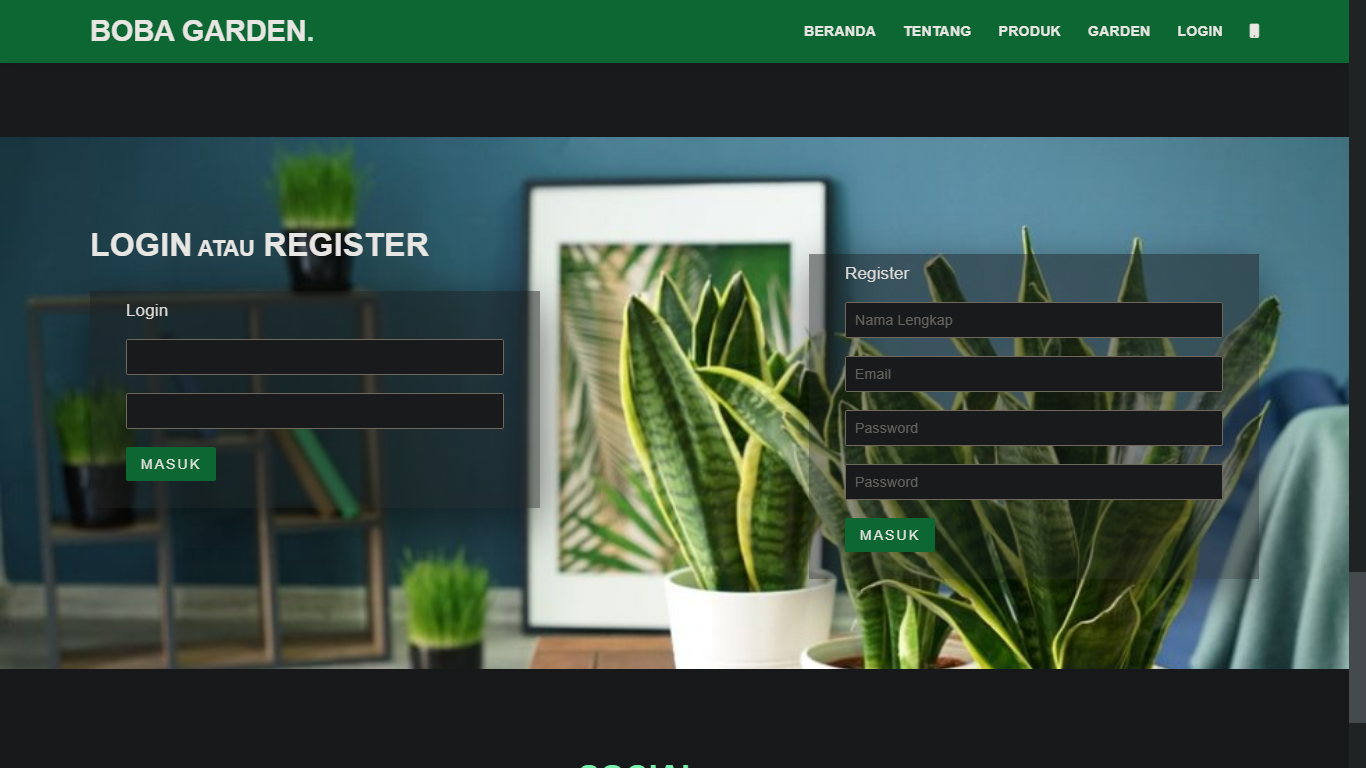 BOBA GARDEN.
BERANDA TENTANG PRODUK GARDEN LOGIN
LOGIN ATAU REGISTER
Login
MASUK
Register
Nama Lengkap
Email
Password
Password
MASUK